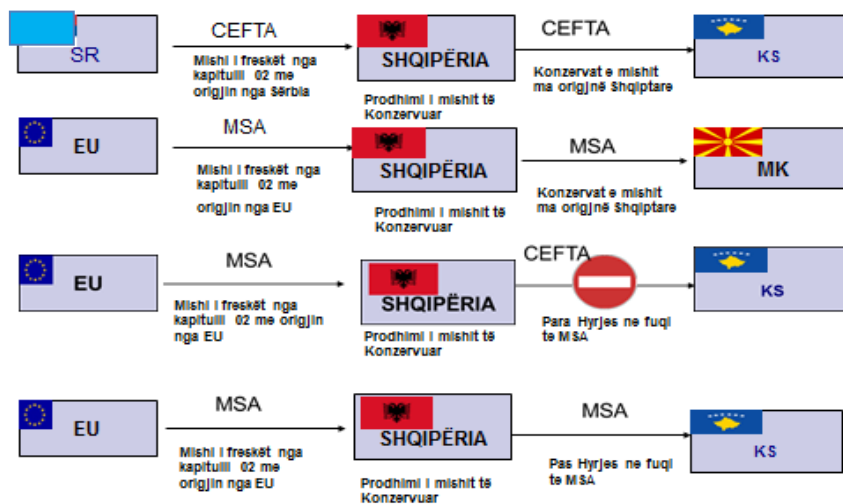 SR
CEFTA
Mishi i freskët nga
kapitulli 02 me
origjin nga Sërbia
SHQIPËRIA
Prodhimi i mishit të
Konzervuar
CEFTA
Konzervat e mishit
ma origjnë Shqiptare
KS
EU
MSA
Mishi i freskët nga
kapitulli 02 me
origjin nga EU
SHQIPËRIA
Prodhimi i mishit të
Konzervuar
MSA
Konzervat e mishit
ma origjnë Shqiptare
MK
EU
MSA
Mishi i freskët nga
kapitulli 02 me origjin
nga EU
SHQIPËRIA
Prodhimi i mishit të
Konzervuar
CEFTA
Para Hyrjes ne fuqi
te MSA
KS
EU
MSA
Mishi i freskët nga
kapitulli 02 me
origjin nga EU
SHQIPËRIA
Prodhimi i mishit të
Konzervuar
MSA
Pas Hyrjes ne fuqi
te MSA
KS